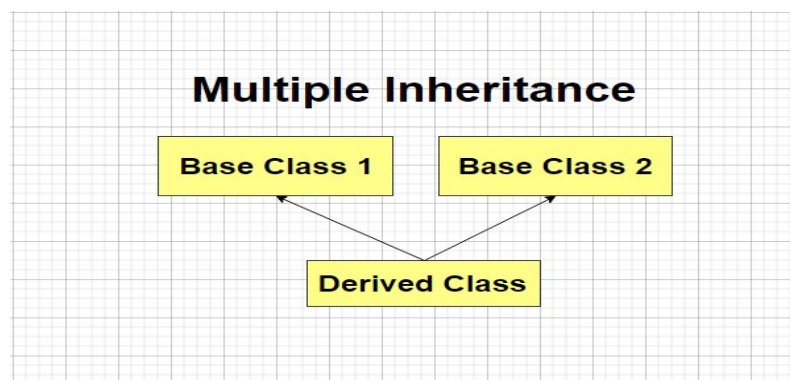 Multiple Inheritance
Base Class 1
Base Class 2
Derived Class